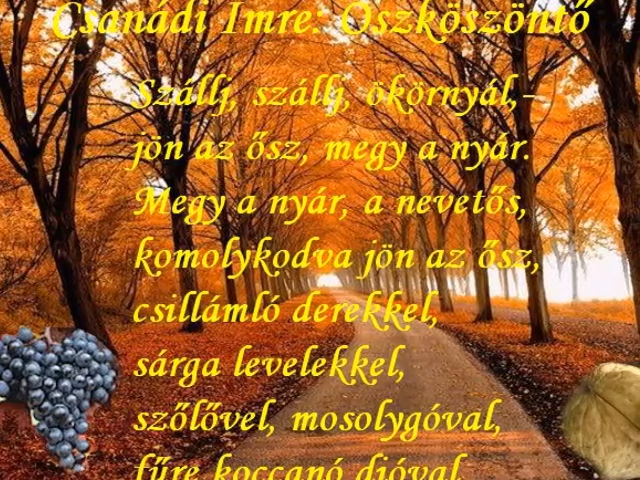 Csanádi Imre: Őszköszöntő
Szállj, szállj, ökörnyál,-
jön az ősz, megy a nyár.
Megy a nyár, a nevetős,
komolykodva jön az ősz,
csillámló derekkel,
sárga levelekkel,
szőlővel, mosolygóval,
fűre koccanó dióval.